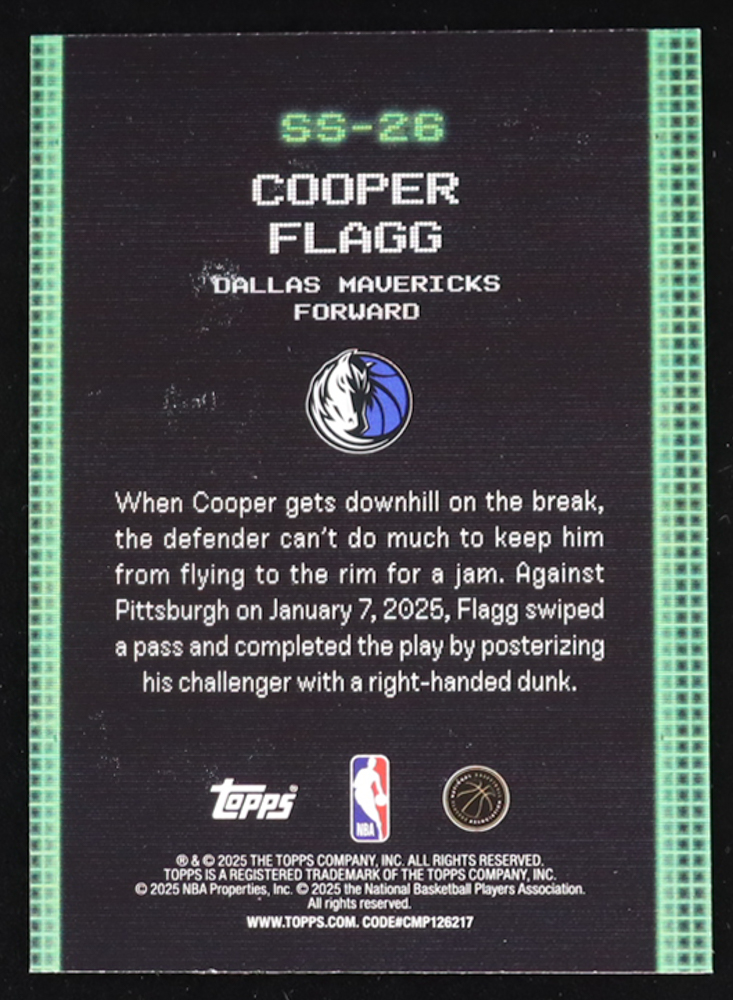 SS-26
COOPER
FLAGG
DALLAS MAVERICKS
FORWARD
When Cooper gets downhill on the break,
the defender can't do much to keep him
from flying to the rim for a jam. Against
Pittsburgh on January 7, 2025, Flagg swiped
a pass and completed the play by posterizing
his challenger with a right-handed dunk.
topps®
NBA
® & © 2025 THE TOPPS COMPANY, INC. ALL RIGHTS RESERVED.
TOPPS IS A REGISTERED TRADEMARK OF THE TOPPS COMPANY, INC.
© 2025 NBA Properties, Inc. © 2025 the National Basketball Players Association.
All rights reserved.
WWW.TOPPS.COM. CODE#CMP126217